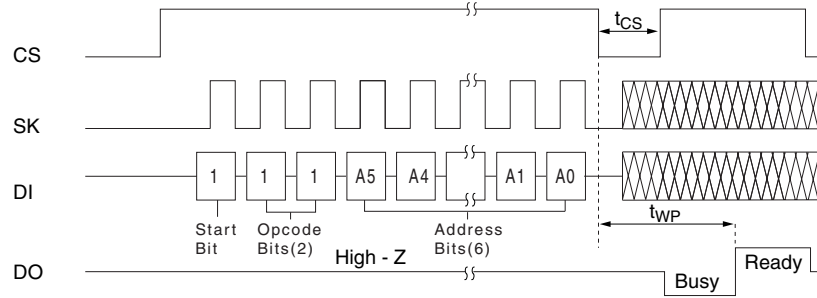 CS
tCS
SK
DI
1 1 1 A5 A4 A1 A0
Start
Bit
Opcode
Bits(2)
Address
Bits(6)
tWP
High - Z
DO
Busy
Ready